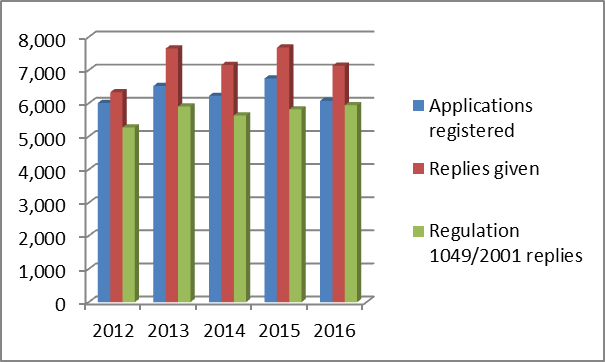 8,000
7,000
6,000
5,000
4,000
3,000
2,000
1,000
0
2012 2013 2014 2015 2016
Applications
registered
Replies given
Regulation
1049/2001 replies